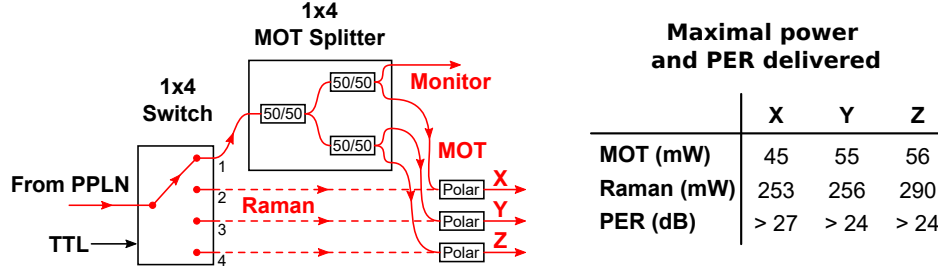 1x4
MOT Splitter
1x4
Switch
50/50
50/50
50/50
Monitor
MOT
From PPLN
TTL
1
2
3
4
Raman
Polar
Polar
Polar
X
Y
Z
Maximal power
and PER delivered
X Y Z
MOT (mW) 45 55 56
Raman (mW) 253 256 290
PER (dB) > 27 > 24 > 24